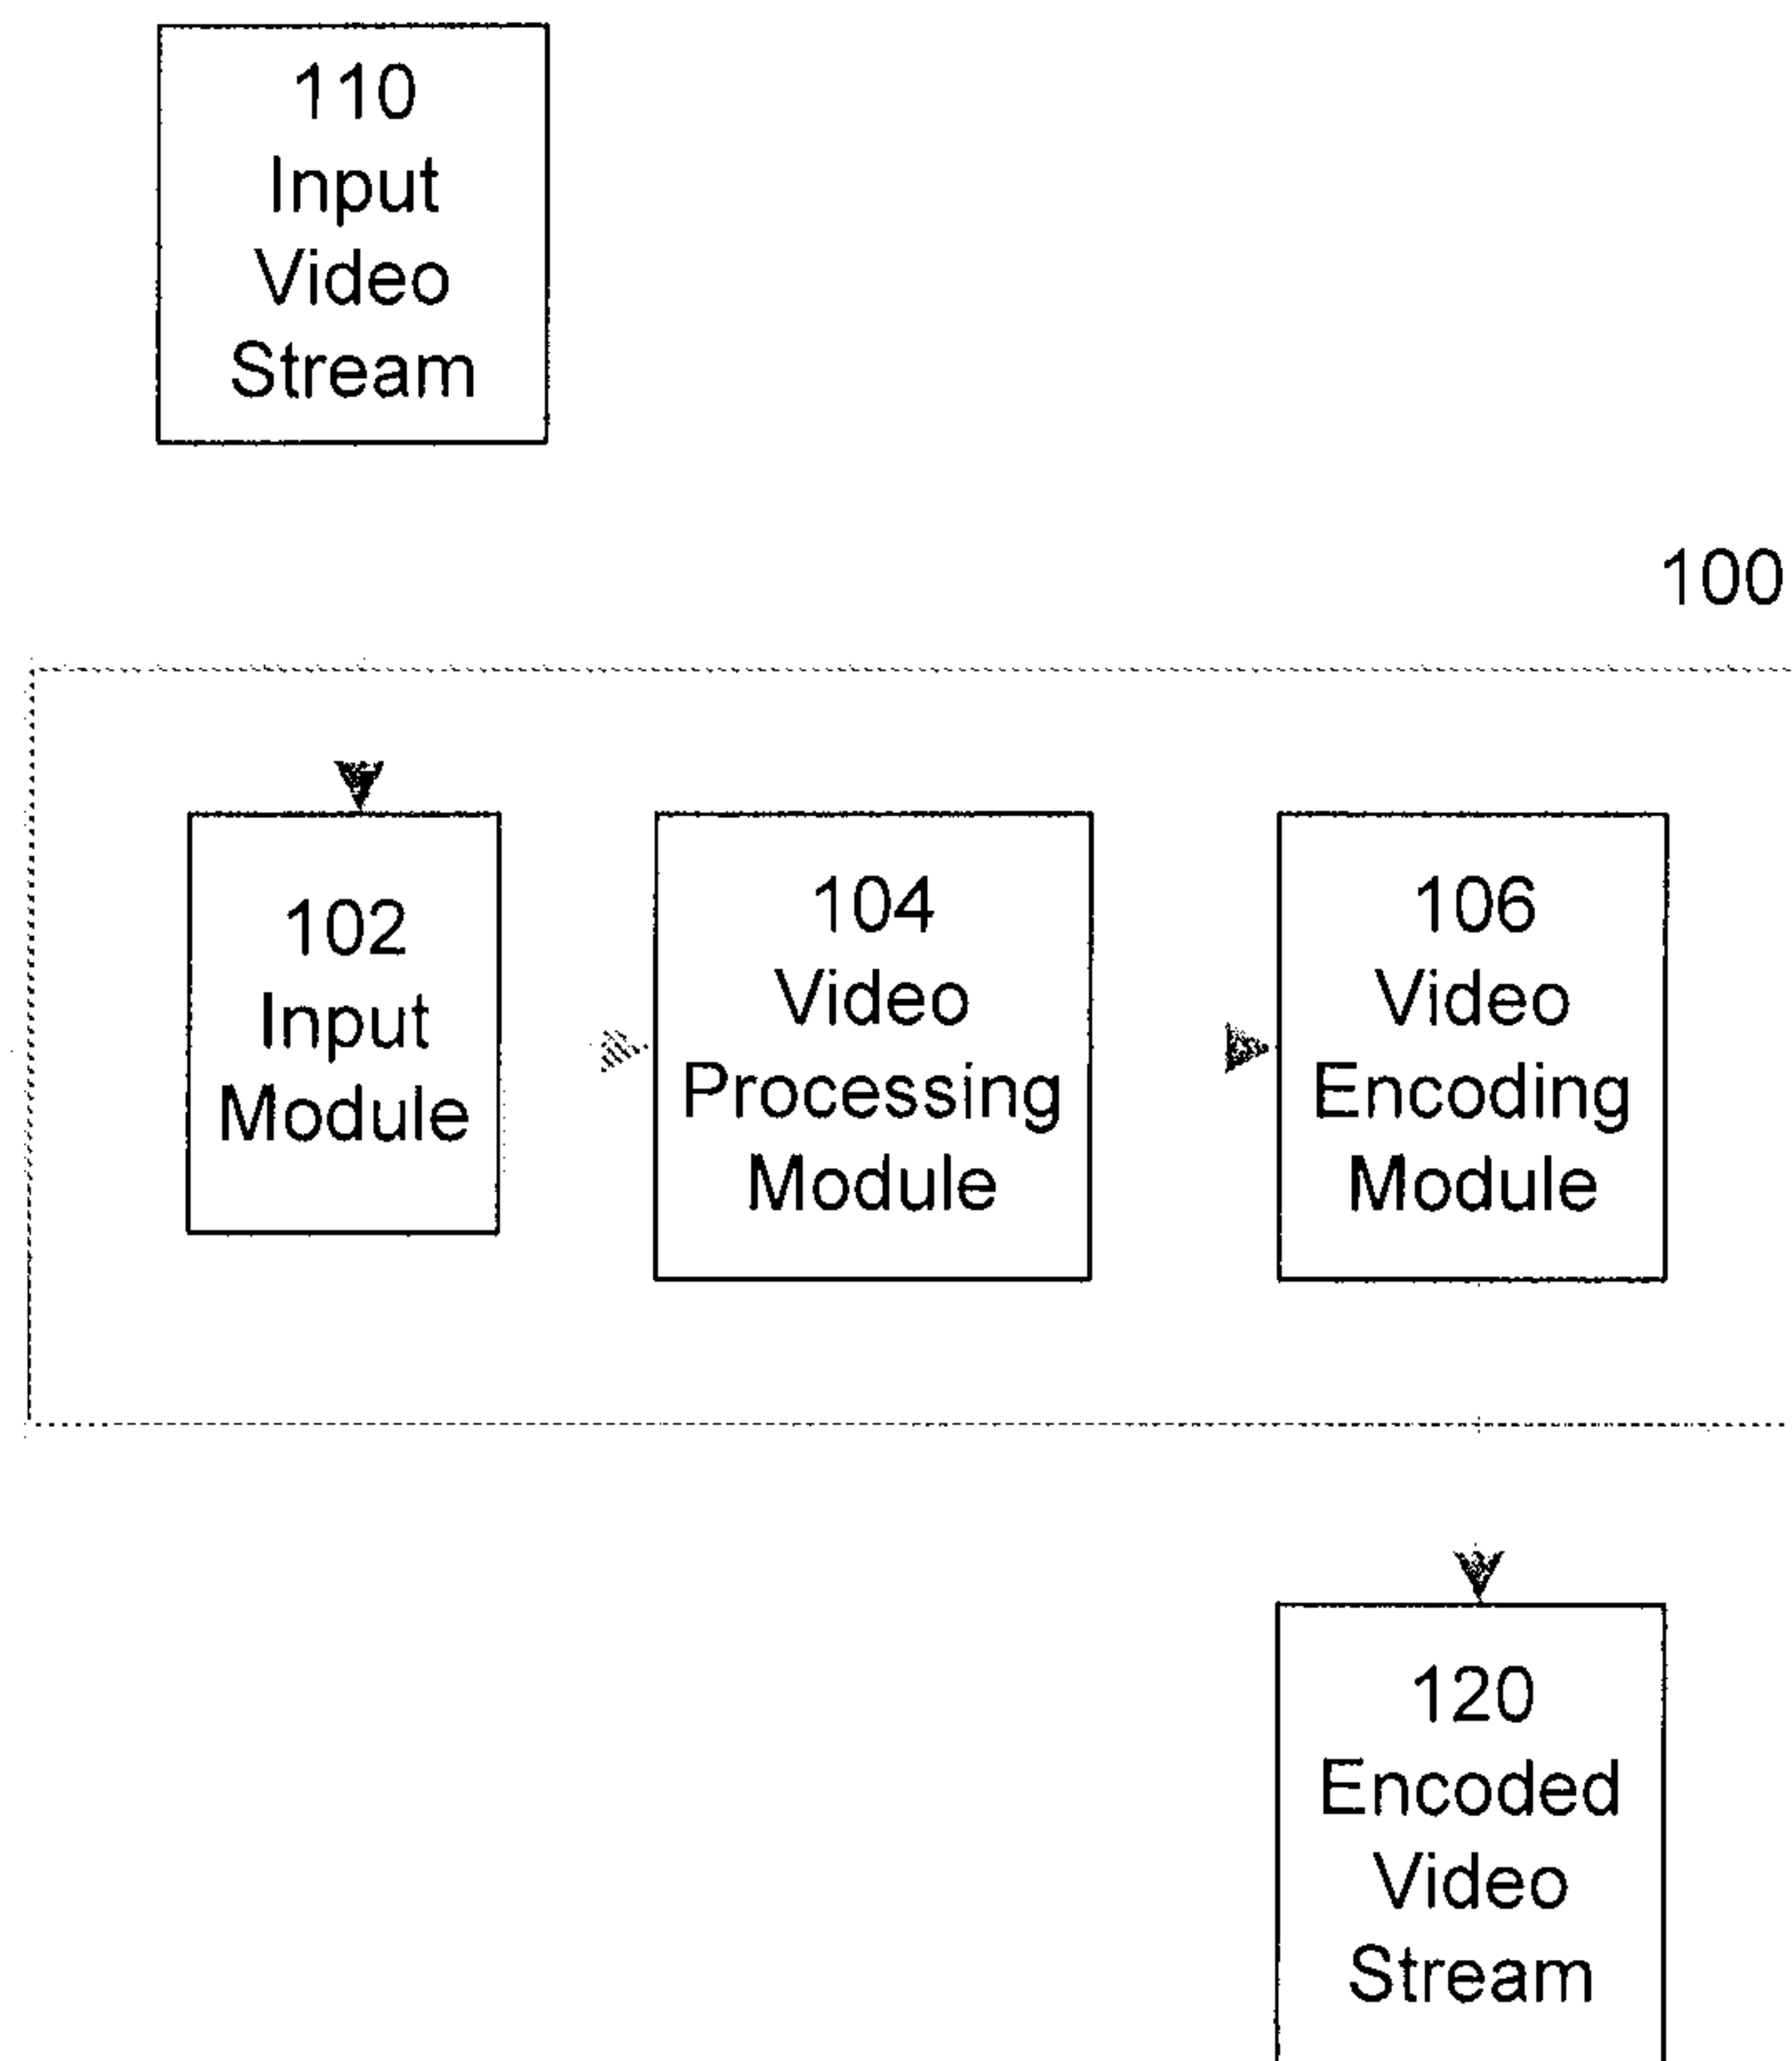 110
Input
Video
Stream
100
102
Input
Module
104
Video
Processing
Module
106
Video
Encoding
Module
120
Encoded
Video
Stream